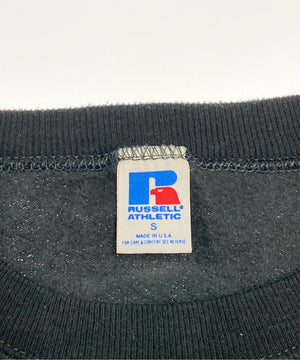 R
RUSSELL®
ATHLETIC
S
MADE IN U.S.A.
FOR CARE & CONTENT SEE REVERSE